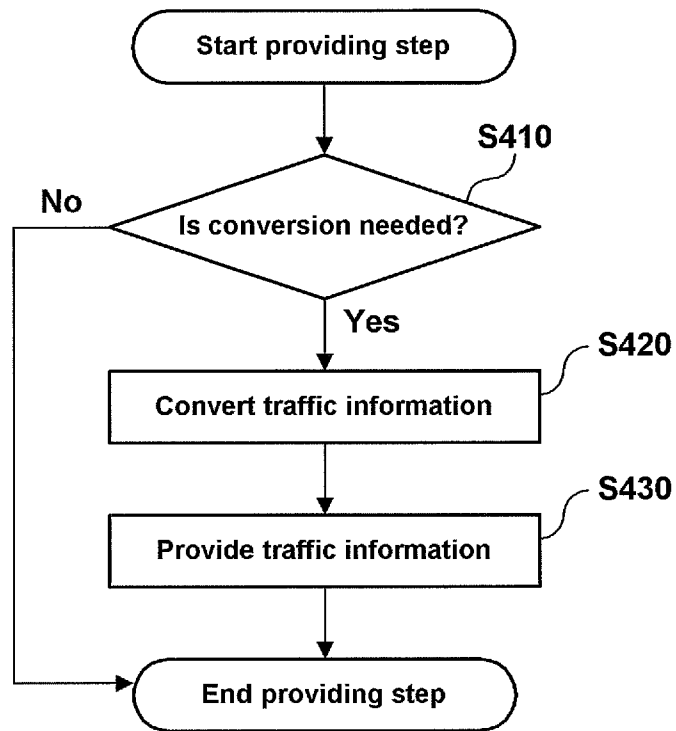 Start providing step
S410
No
Is conversion needed?
Yes
S420
Convert traffic information
S430
Provide traffic information
End providing step